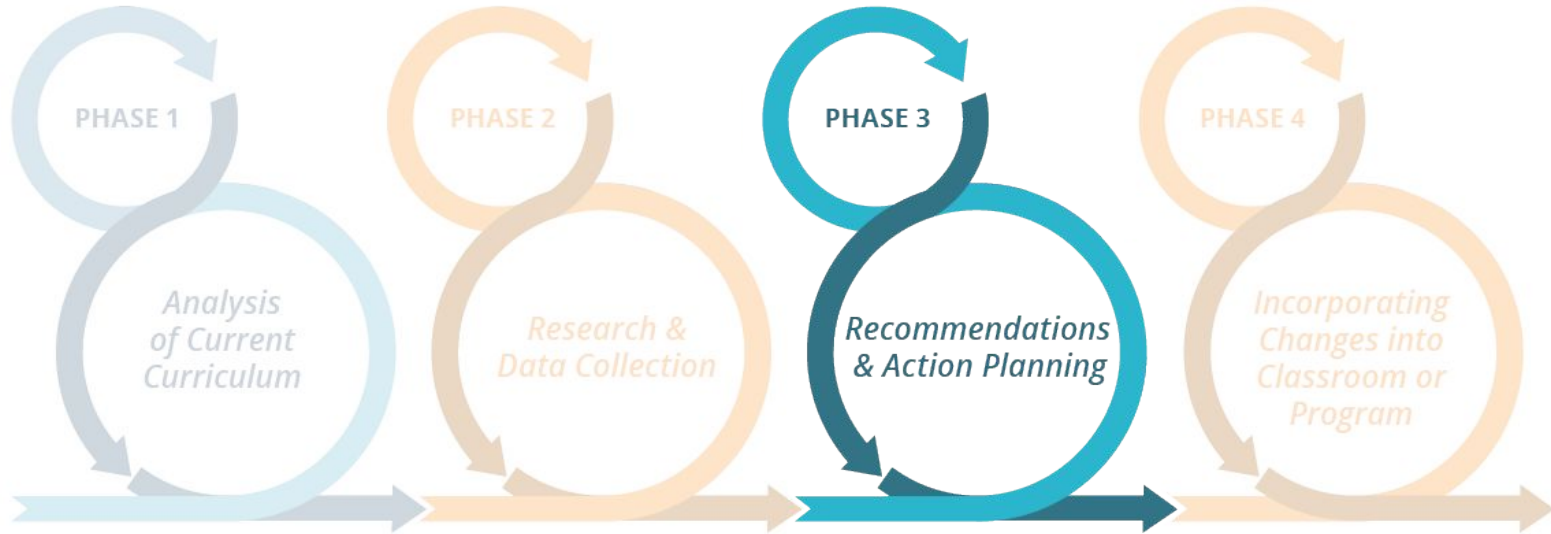 PHASE 1
PHASE 2
PHASE 3
PHASE 4
Analysis
of Current
Curriculum
Research &
Data Collection
Recommendations
& Action Planning
Incorporating
Changes into
Classroom or
Program